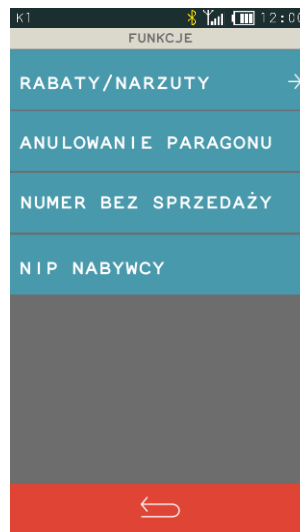 K1 12:00
FUNKCJE
RABATY/NARZUTY
ANULOWANIE PARAGONU
NUMER BEZ SPRZEDAŻY
NIP NABYWCY